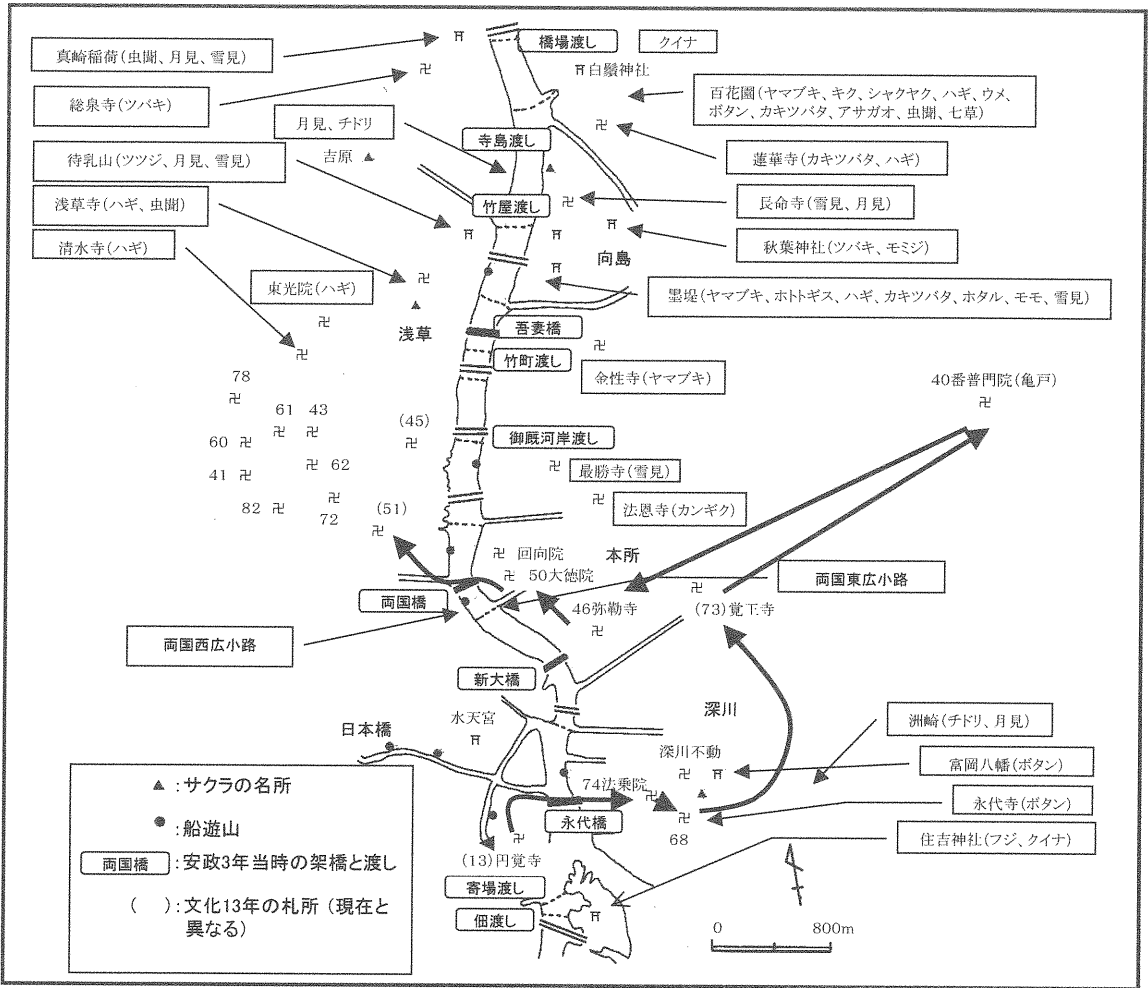 橋場渡し
クイナ
真崎稲荷(虫聞、月見、雪見)
白鬚神社
総泉寺(ツバキ)
百花園(ヤマブキ、キク、シャクヤク、ハギ、ウメ、
ボタン、カキツバタ、アサガオ、虫聞、七草)
月見、チドリ
寺島渡し
吉原
蓮華寺(カキツバタ、ハギ)
待乳山(ツツジ、月見、雪見)
竹屋渡し
長命寺(雪見、月見)
浅草寺(ハギ、虫聞)
秋葉神社(ツバキ、モミジ)
清水寺(ハギ)
向島
東光院(ハギ)
墨堤(ヤマブキ、ホトトギス、ハギ、カキツバタ、ホタル、モモ、雪見)
浅草
吾妻橋
竹町渡し
金性寺(ヤマブキ)
40番普門院(亀戸)
78
61 43
(45)
60
御厩河岸渡し
62
41
最勝寺(雪見)
82
72
(51)
法恩寺(カンギク)
回向院
本所
50大徳院
両国東広小路
両国橋
46弥勒寺
(73)覚王寺
両国西広小路
新大橋
深川
洲崎(チドリ、月見)
日本橋
水天宮
深川不動
富岡八幡(ボタン)
74法乗院
永代寺(ボタン)
永代橋
68
住吉神社(フジ、クイナ)
(13)円覚寺
寄場渡し
佃渡し
0 800m
▲:サクラの名所
●:船遊山
両国橋:安政3年当時の架橋と渡し
( ):文化13年の札所(現在と
異なる)